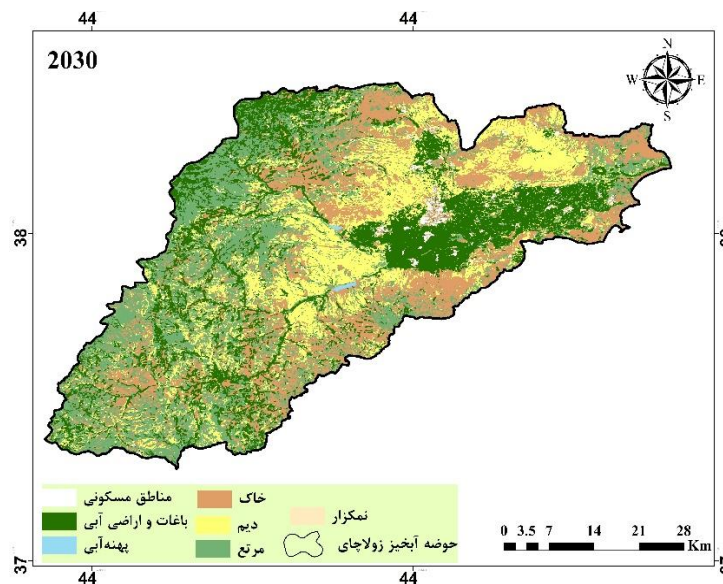 44 44
2030
N
W E
S
38 38
مناطق مسکونی خاک نمکزار
باغات و اراضی آبی دیم حوضه آبخیز زولاچای
پهنه‌آبی مرتع
0 3.5 7 14 21 28
Km
37 37
44 44